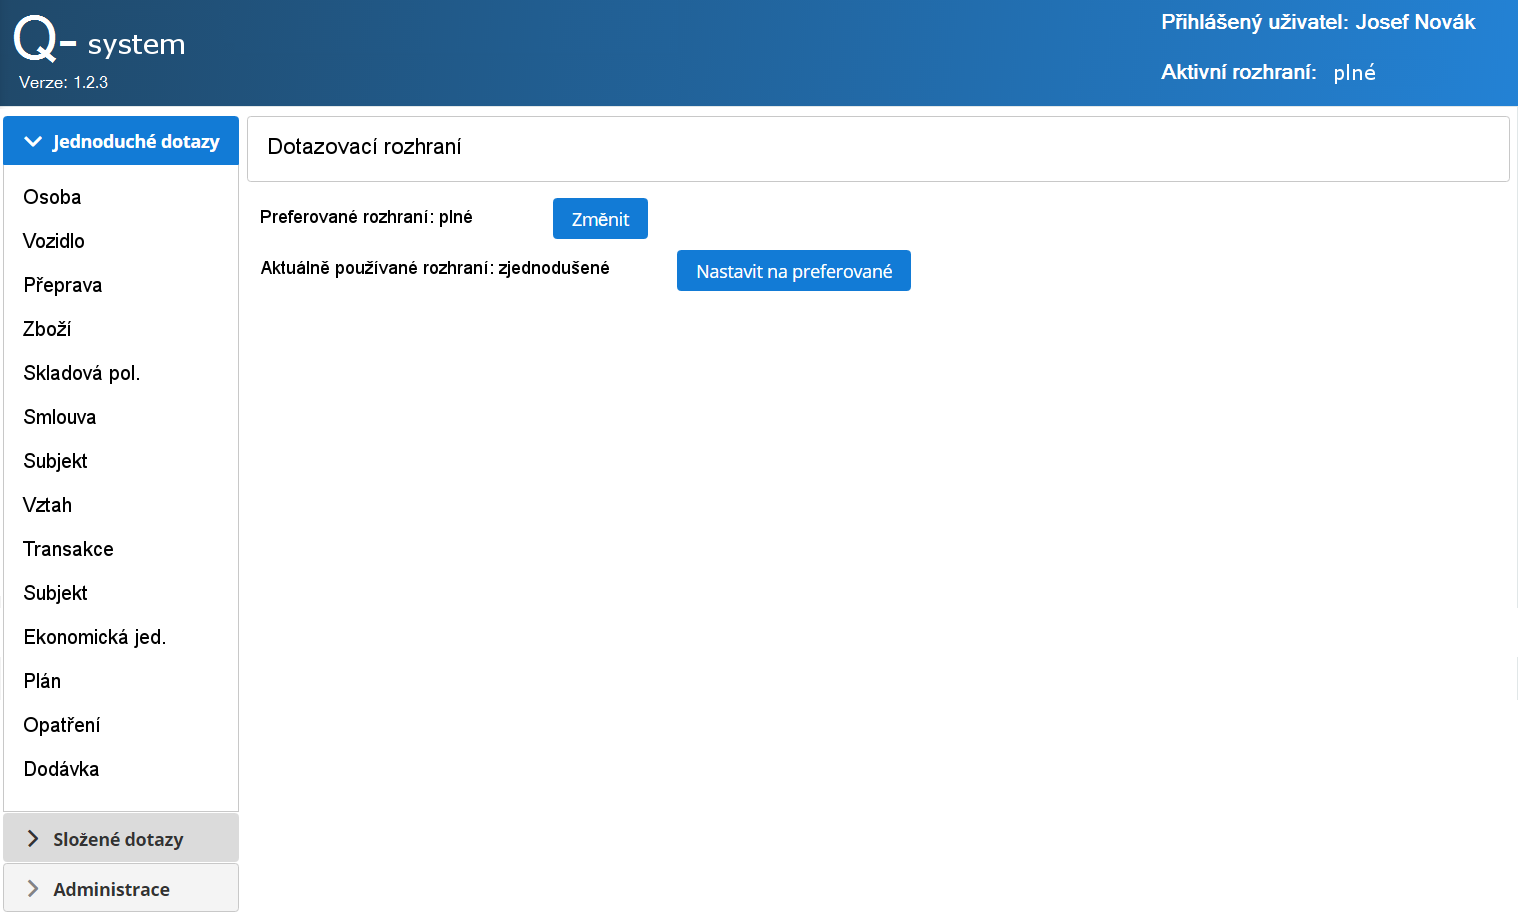 Q- system
Verze: 1.2.3
Přihlášený uživatel: Josef Novák
Aktivní rozhraní: plné
Jednoduché dotazy
Osoba
Vozidlo
Přeprava
Zboží
Skladová pol.
Smlouva
Subjekt
Vztah
Transakce
Subjekt
Ekonomická jed.
Plán
Opatření
Dodávka
Složené dotazy
Administrace
Dotazovací rozhraní
Preferované rozhraní: plné Změnit
Aktuálně používané rozhraní: zjednodušené Nastavit na preferované